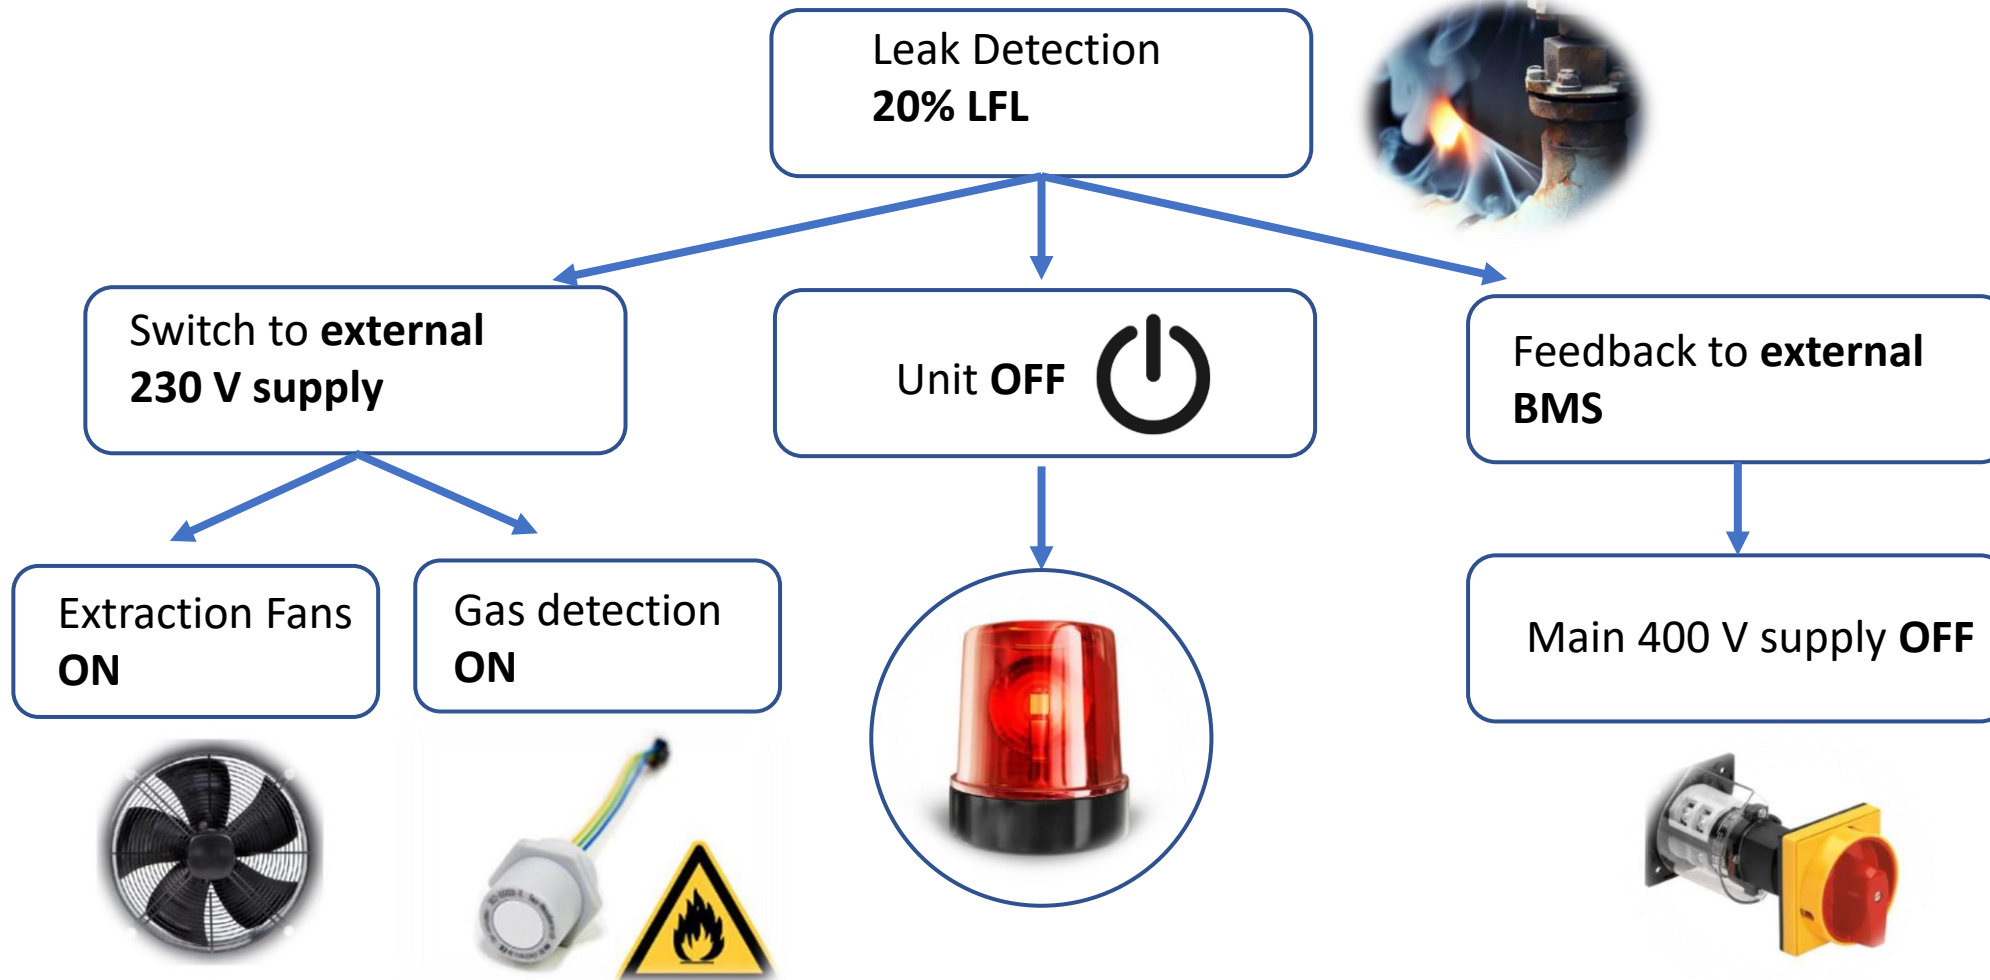 Leak Detection
20% LFL
Switch to external
230 V supply
Unit OFF
Feedback to external
BMS
Extraction Fans
ON
Gas detection
ON
Main 400 V supply OFF